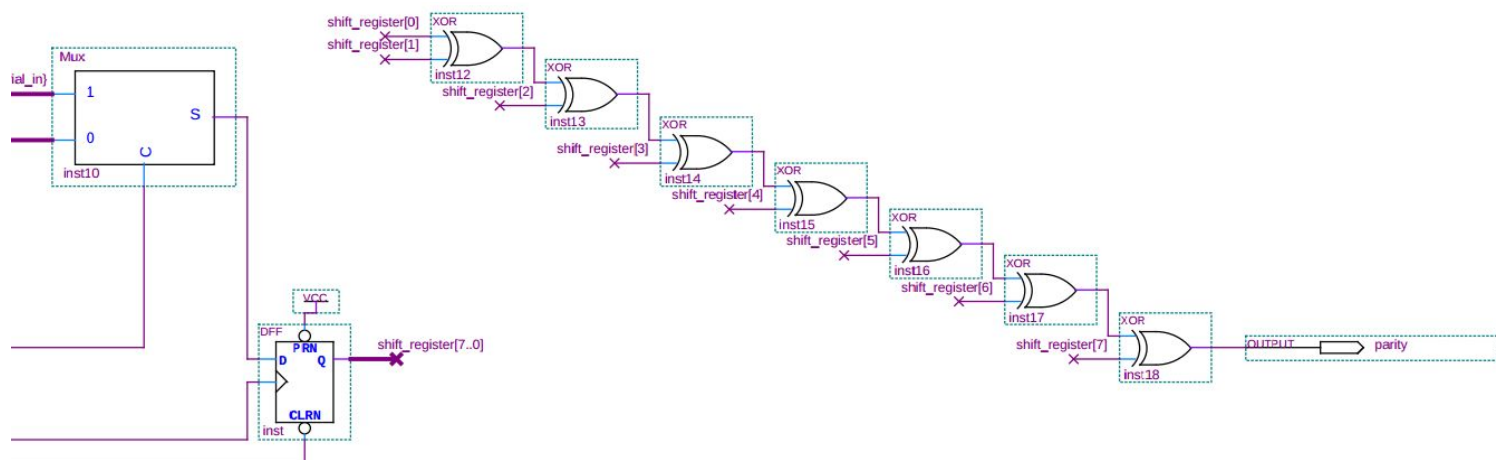 shift_register[0]
XOR
shift_register[1]
inst12
Mux
ial_in}
1
S
0
C
inst10
XOR
shift_register[2]
inst13
XOR
shift_register[3]
inst14
XOR
shift_register[4]
inst15
XOR
shift_register[5]
inst16
XOR
shift_register[6]
inst17
XOR
shift_register[7]
inst18
OUTPUT
parity
VCC
DFF
PRN
D
Q
CLRN
inst
shift_register[7..0]